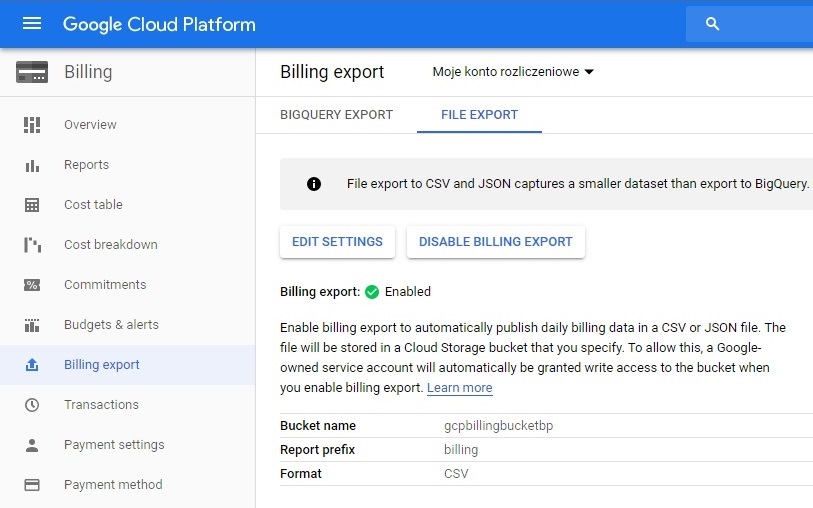 Google Cloud Platform
Billing
Overview
Reports
Cost table
Cost breakdown
Commitments
Budgets & alerts
Billing export
Transactions
Payment settings
Payment method
Billing export
Moje konto rozliczeniowe
BIGQUERY EXPORT
FILE EXPORT
File export to CSV and JSON captures a smaller dataset than export to BigQuery.
EDIT SETTINGS
DISABLE BILLING EXPORT
Billing export: Enabled
Enable billing export to automatically publish daily billing data in a CSV or JSON file. The
file will be stored in a Cloud Storage bucket that you specify. To allow this, a Google-
owned service account will automatically be granted write access to the bucket when
you enable billing export. Learn more
Bucket name gcpbillingbucketbp
Report prefix billing
Format CSV